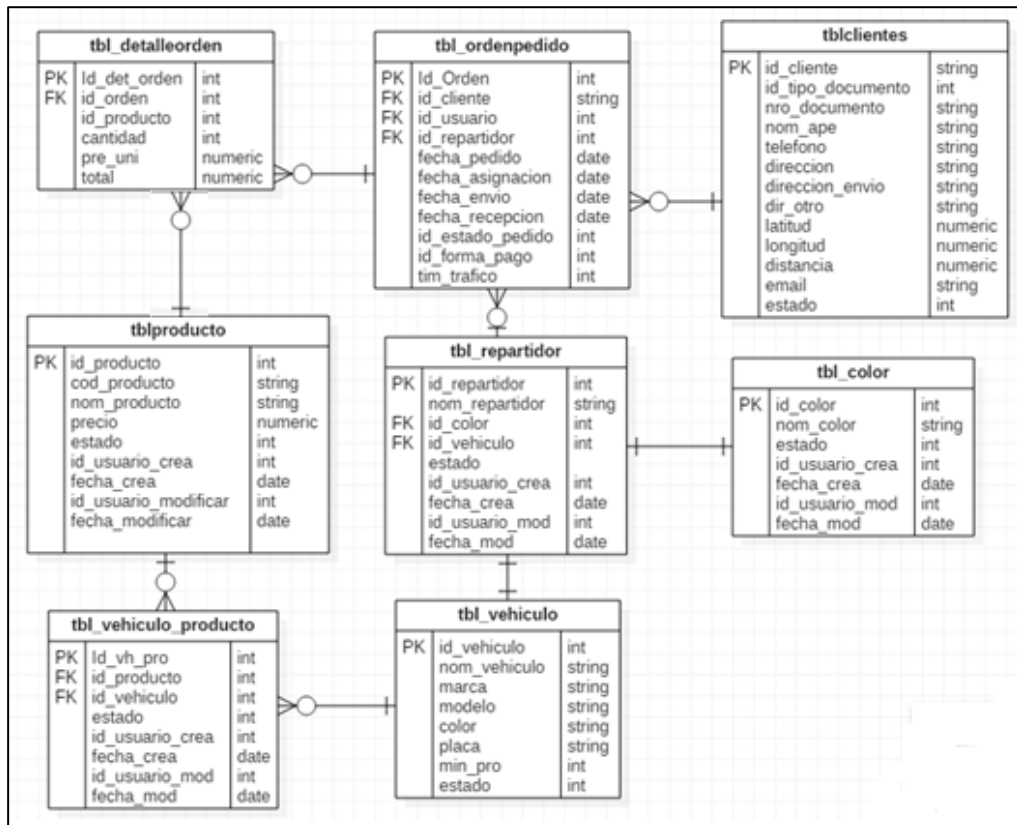 tbl_detalleorden
PK Id_det_orden int
FK id_orden int
id_producto int
cantidad int
pre_uni numeric
total numeric
tbl_ordenpedido
PK Id_Orden int
FK id_cliente string
FK id_usuario int
FK id_repartidor int
fecha_pedido date
fecha_asignacion date
fecha_envio date
fecha_recepcion date
id_estado_pedido int
id_forma_pago int
tim_trafico int
tblclientes
PK id_cliente string
id_tipo_documento int
nro_documento string
nom_ape string
telefono string
direccion string
direccion_envio string
dir_otro string
latitud numeric
longitud numeric
distancia numeric
email string
estado int
tblproducto
PK id_producto int
cod_producto string
nom_producto string
precio numeric
estado int
id_usuario_crea int
fecha_crea date
id_usuario_modificar int
fecha_modificar date
tbl_repartidor
PK id_repartidor int
nom_repartidor string
FK id_color int
FK id_vehiculo int
estado
id_usuario_crea int
fecha_crea date
id_usuario_mod int
fecha_mod date
tbl_color
PK id_color int
nom_color string
estado int
id_usuario_crea int
fecha_crea date
id_usuario_mod int
fecha_mod date
tbl_vehiculo_producto
PK Id_vh_pro int
FK id_producto int
FK id_vehiculo int
estado int
id_usuario_crea int
fecha_crea date
id_usuario_mod int
fecha_mod date
tbl_vehiculo
PK id_vehiculo int
nom_vehiculo string
marca string
modelo string
color string
placa string
min_pro int
estado int